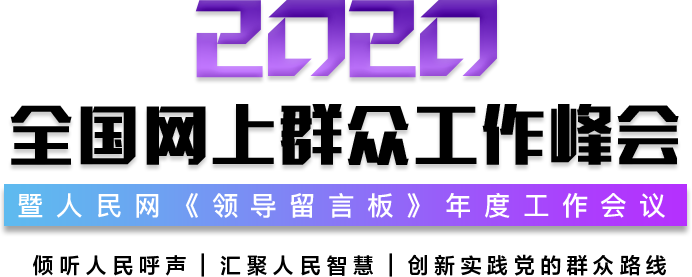 2020
全国网上群众工作峰会
暨人民网《领导留言板》年度工作会议
倾听人民呼声 | 汇聚人民智慧 | 创新实践党的群众路线